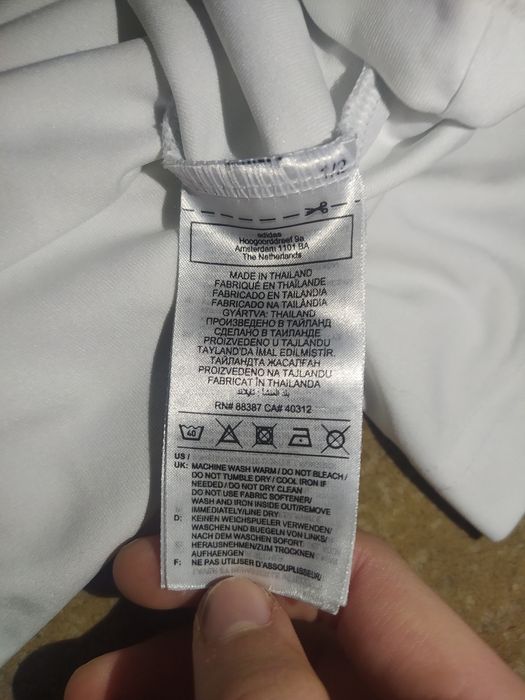 1/2
adidas
Hoogoorddreef 9a
Amsterdam 1101 BA
The Netherlands
MADE IN THAILAND
FABRIQUÉ EN THAÏLANDE
FABRICADO EN TAILANDIA
FABRICADO NA TAILÂNDIA
GYÁRTVA: THAILAND
ПРОИЗВЕДЕНО В ТАЙЛАНД
СДЕЛАНО В ТАИЛАНДЕ
PROIZVEDENO U TAJLANDU
TAYLAND'DA İMAL EDİLMİŞTİR.
ТАЙЛАНДТА ЖАСАЛҒАН
PROIZVEDENO NA TAJLANDU
FABRICAT ÎN THAILANDA
بلد المنشأ: تايلاند
RN# 88387 CA# 40312
40
US /
UK: MACHINE WASH WARM / DO NOT BLEACH /
DO NOT TUMBLE DRY / COOL IRON IF
NEEDED / DO NOT DRY CLEAN
DO NOT USE FABRIC SOFTENER/
WASH AND IRON INSIDE OUT/REMOVE
IMMEDIATELY/LINE DRY
D: KEINEN WEICHSPUELER VERWENDEN/
WASCHEN UND BUEGELN VON LINKS/
NACH DEM WASCHEN SOFORT
HERAUSNEHMEN/ZUM TROCKNEN
AUFHAENGEN
F: NE PAS UTILISER D'ASSOUPLISSEUR/